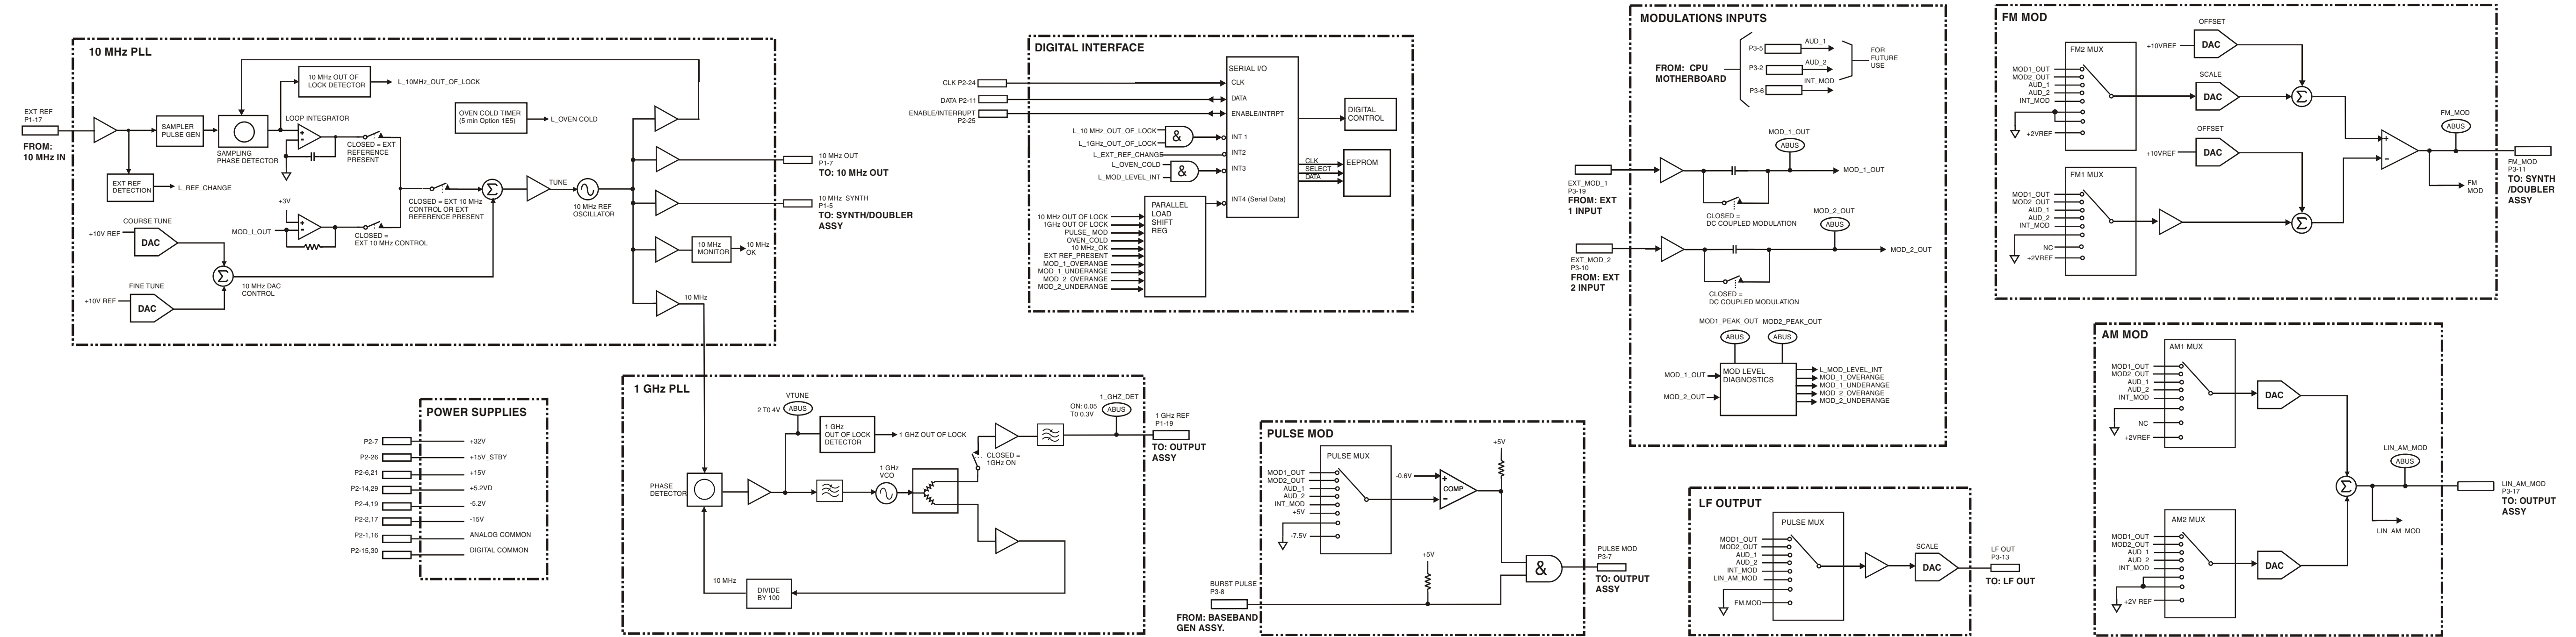 10 MHz PLL
EXT REF
P1-17
FROM:
10 MHz IN
SAMPLER
PULSE GEN
SAMPLING
PHASE DETECTOR
10 MHz OUT OF
LOCK DETECTOR
L_10MHz_OUT_OF_LOCK
LOOP INTEGRATOR
+
-
CLOSED = EXT
REFERENCE
PRESENT
OVEN COLD TIMER
(5 min Option 1E5)
L_OVEN COLD
EXT REF
DETECTION
L_REF_CHANGE
+3V
MOD_I_OUT
+
-
CLOSED =
EXT 10 MHz CONTROL
CLOSED = EXT 10 MHz
CONTROL OR EXT
REFERENCE PRESENT
Σ
TUNE
10 MHz REF
OSCILLATOR
COURSE TUNE
+10V REF
DAC
Σ
10 MHz DAC
CONTROL
FINE TUNE
+10V REF
DAC
10 MHz OUT
P1-7
TO: 10 MHz OUT
10 MHz SYNTH
P1-5
TO: SYNTH/DOUBLER
ASSY
10 MHz
MONITOR
10 MHz
OK
10 MHz
POWER SUPPLIES
P2-7 +32V
P2-26 +15V_STBY
P2-6,21 +15V
P2-14,29 +5.2VD
P2-4,19 -5.2V
P2-2,17 -15V
P2-1,16 ANALOG COMMON
P2-15,30 DIGITAL COMMON
1 GHz PLL
PHASE
DETECTOR
VTUNE
2 T0 4V
ABUS
1 GHz
OUT OF LOCK
DETECTOR
1 GHZ OUT OF LOCK
1 GHz
VCO
CLOSED =
1GHz ON
ON: 0.05
T0 0.3V
1_GHZ_DET
ABUS
1 GHz REF
P1-19
TO: OUTPUT
ASSY
10 MHz
DIVIDE
BY 100
DIGITAL INTERFACE
CLK P2-24
DATA P2-11
ENABLE/INTERRUPT
P2-25
SERIAL I/O
CLK
DATA
ENABLE/INTRPT
INT 1
INT2
INT3
INT4 (Serial Data)
L_10 MHz_OUT_OF_LOCK
L_1GHz_OUT_OF_LOCK
&
L_EXT_REF_CHANGE
L_OVEN_COLD
L_MOD_LEVEL_INT
&
PARALLEL
LOAD
SHIFT
REG
10 MHz OUT OF LOCK
1GHz OUT OF LOCK
PULSE_ MOD
OVEN_COLD
10 MHz_OK
EXT REF_PRESENT
MOD_1_OVERANGE
MOD_1_UNDERANGE
MOD_2_OVERANGE
MOD_2_UNDERANGE
DIGITAL
CONTROL
CLK
SELECT
DATA
EEPROM
PULSE MOD
PULSE MUX
MOD1_OUT
MOD2_OUT
AUD_1
AUD_2
INT_MOD
+5V
-7.5V
-0.6V
+
-
COMP
+5V
+5V
&
BURST PULSE
P3-8
FROM: BASEBAND
GEN ASSY.
PULSE MOD
P3-7
TO: OUTPUT
ASSY
MODULATIONS INPUTS
FROM: CPU
MOTHERBOARD
P3-5 AUD_1
P3-2 AUD_2
P3-6 INT_MOD
FOR
FUTURE
USE
EXT_MOD_1
P3-19
FROM: EXT
1 INPUT
MOD_1_OUT
ABUS
MOD_1_OUT
CLOSED =
DC COUPLED MODULATION
EXT_MOD_2
P3-10
FROM: EXT
2 INPUT
MOD_2_OUT
ABUS
MOD_2_OUT
CLOSED =
DC COUPLED MODULATION
MOD1_PEAK_OUT MOD2_PEAK_OUT
ABUS ABUS
MOD_1_OUT
MOD_2_OUT
MOD LEVEL
DIAGNOSTICS
L_MOD_LEVEL_INT
MOD_1_OVERANGE
MOD_1_UNDERANGE
MOD_2_OVERANGE
MOD_2_UNDERANGE
LF OUTPUT
PULSE MUX
MOD1_OUT
MOD2_OUT
AUD_1
AUD_2
INT_MOD
LIN_AM_MOD
FM.MOD
SCALE
DAC
LF OUT
P3-13
TO: LF OUT
FM MOD
FM2 MUX
MOD1_OUT
MOD2_OUT
AUD_1
AUD_2
INT_MOD
+2VREF
OFFSET
+10VREF
DAC
SCALE
DAC
Σ
OFFSET
+10VREF
DAC
FM1 MUX
MOD1_OUT
MOD2_OUT
AUD_1
AUD_2
INT_MOD
NC
+2VREF
Σ
+
-
FM_MOD
ABUS
FM
MOD
FM_MOD
P3-11
TO: SYNTH
/DOUBLER
ASSY
AM MOD
AM1 MUX
MOD1_OUT
MOD2_OUT
AUD_1
AUD_2
INT_MOD
NC
+2VREF
DAC
AM2 MUX
MOD1_OUT
MOD2_OUT
AUD_1
AUD_2
INT_MOD
+2V REF
DAC
Σ
LIN_AM_MOD
ABUS
LIN_AM_MOD
LIN_AM_MOD
P3-17
TO: OUTPUT
ASSY